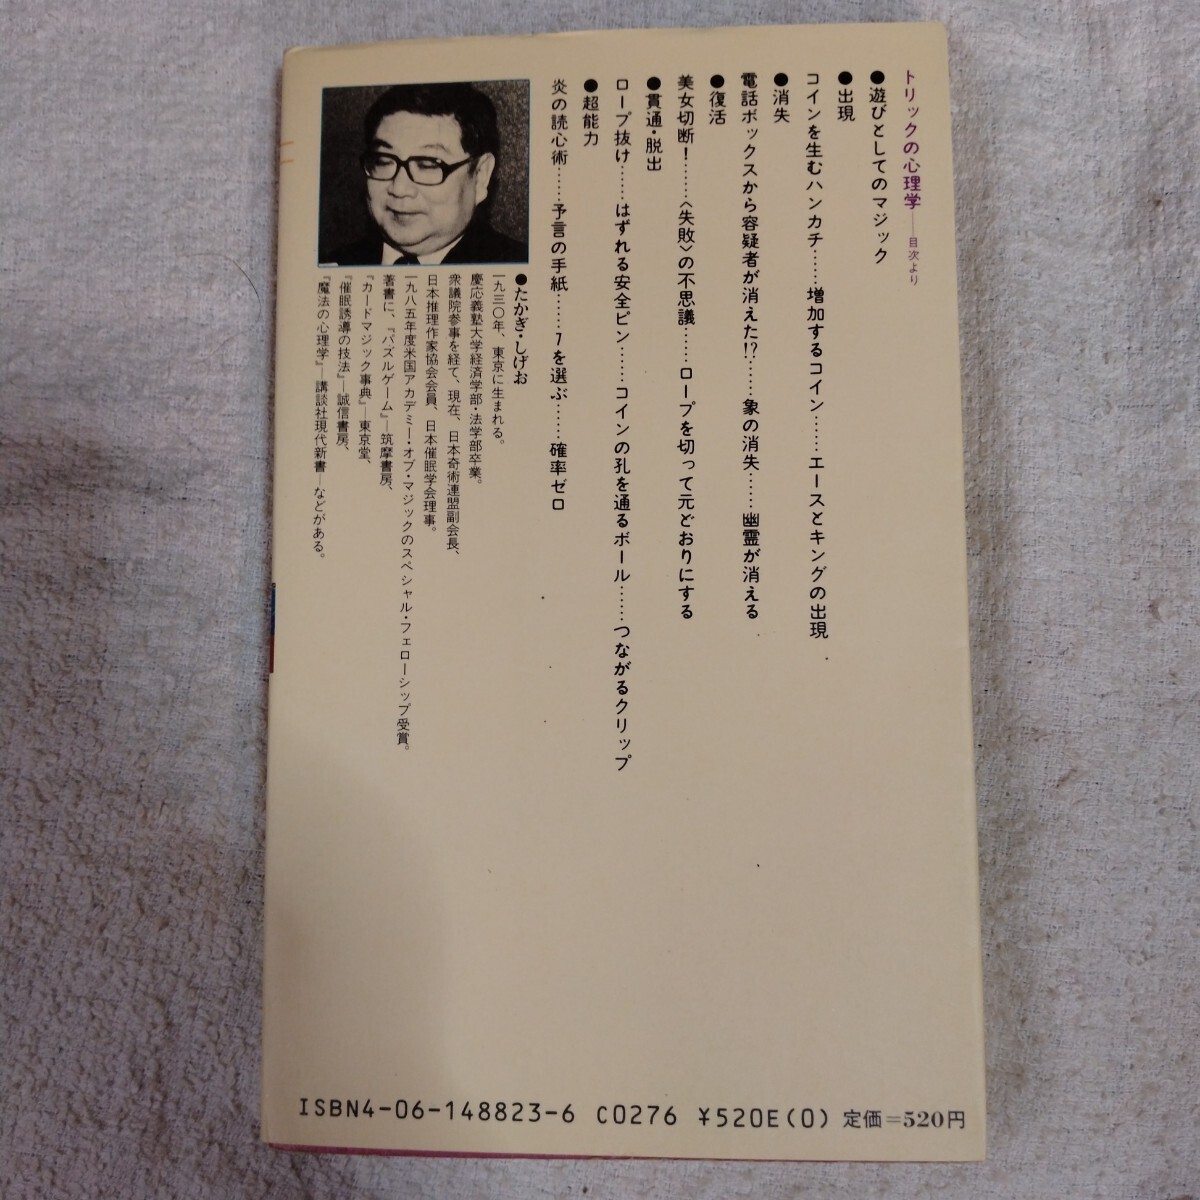 トリックの心理学——目次より
●遊びとしてのマジック
●出現
コインを生むハンカチ……増加するコイン……エースとキングの出現
●消失
電話ボックスから容疑者が消えた!?……象の消失……幽霊が消える
●復活
美女切断!……〈失敗〉の不思議……ロープを切って元どおりにする
●貫通・脱出
ロープ抜け……はずれる安全ピン……コインの孔を通るボール……つながるクリップ
●超能力
炎の読心術……予言の手紙……7を選ぶ……確率ゼロ
●たかぎ・しげお
一九三〇年、東京に生まれる。
慶応義塾大学経済学部・法学部卒業。
衆議院参事を経て、現在、日本奇術連盟副会長、
日本推理作家協会会員、日本催眠学会理事。
一九八五年度米国アカデミー・オブ・マジックのスペシャル・フェローシップ受賞。
著書に、『パズルゲーム』—筑摩書房、
『カードマジック事典』—東京堂、
『催眠誘導の技法』—誠信書房、
『魔法の心理学』—講談社現代新書—などがある。
ISBN4-06-148823-6 C0276 ¥520E(0) 定価=520円